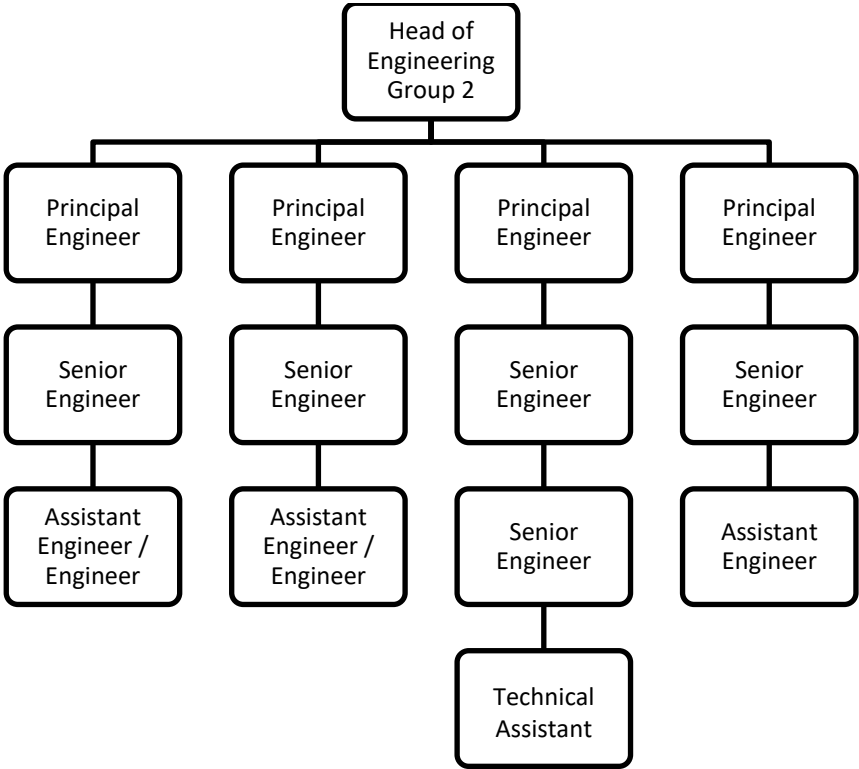 Head of
Engineering
Group 2
Principal
Engineer
Principal
Engineer
Principal
Engineer
Principal
Engineer
Senior
Engineer
Senior
Engineer
Senior
Engineer
Senior
Engineer
Assistant
Engineer /
Engineer
Assistant
Engineer /
Engineer
Senior
Engineer
Assistant
Engineer
Technical
Assistant